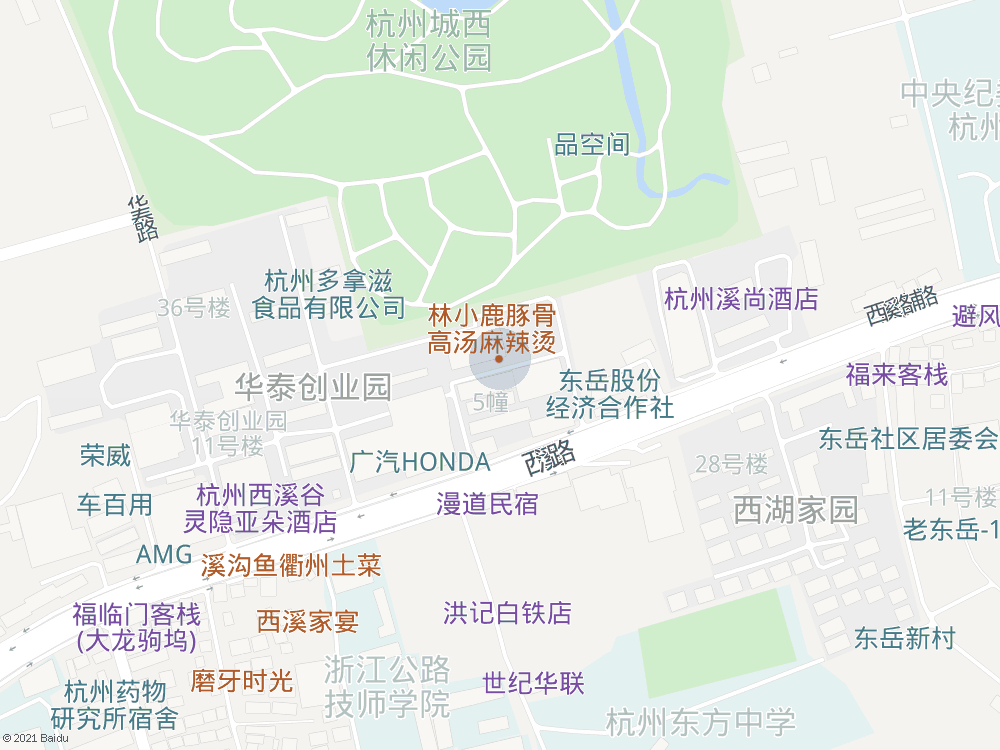 杭州城西
休闲公园
中央纪
杭州
品空间
华泰路
杭州多拿滋
食品有限公司
36号楼
林小鹿豚骨
高汤麻辣烫
杭州溪尚酒店
西溪路辅路
避风
华泰创业园
5幢
东岳股份
经济合作社
福来客栈
华泰创业园
11号楼
荣威
广汽HONDA
西溪路
28号楼
东岳社区居委会
车百用
杭州西溪谷
灵隐亚朵酒店
漫道民宿
西湖家园
11号楼
老东岳-1
AMG
溪沟鱼衢州土菜
福临门客栈
(大龙驹坞)
西溪家宴
洪记白铁店
东岳新村
杭州药物
研究所宿舍
磨牙时光
浙江公路
技师学院
世纪华联
杭州东方中学
© 2021 Baidu